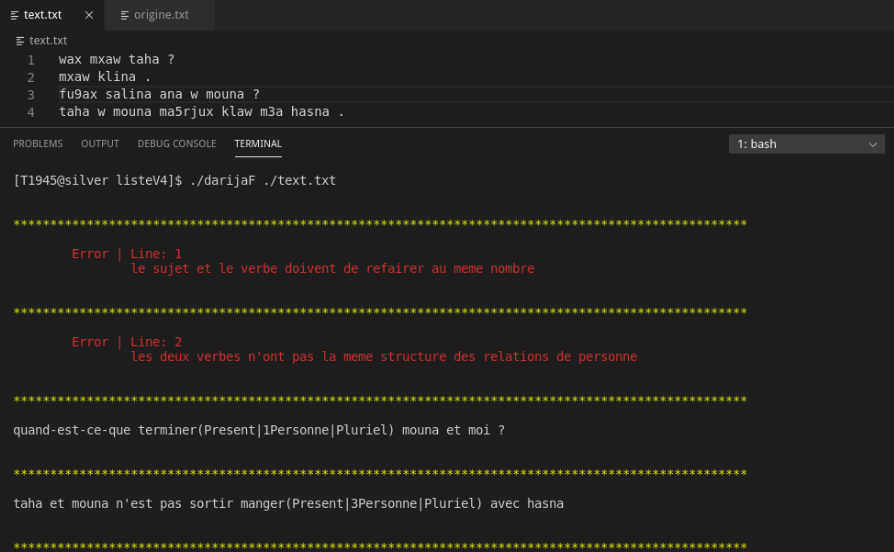 text.txt
origine.txt
text.txt
1 wax mxaw taha ?
2 mxaw klina .
3 fu9ax salina ana w mouna ?
4 taha w mouna ma5rjux klaw m3a hasna .
PROBLEMS OUTPUT DEBUG CONSOLE TERMINAL 1: bash
[T1945@silver listeV4]$ ./darijaF ./text.txt
****************************************************************************************************
Error | Line: 1
le sujet et le verbe doivent de refairer au meme nombre
****************************************************************************************************
Error | Line: 2
les deux verbes n'ont pas la meme structure des relations de personne
****************************************************************************************************
quand-est-ce-que terminer(Present|1Personne|Pluriel) mouna et moi ?
****************************************************************************************************
taha et mouna n'est pas sortir manger(Present|3Personne|Pluriel) avec hasna
****************************************************************************************************